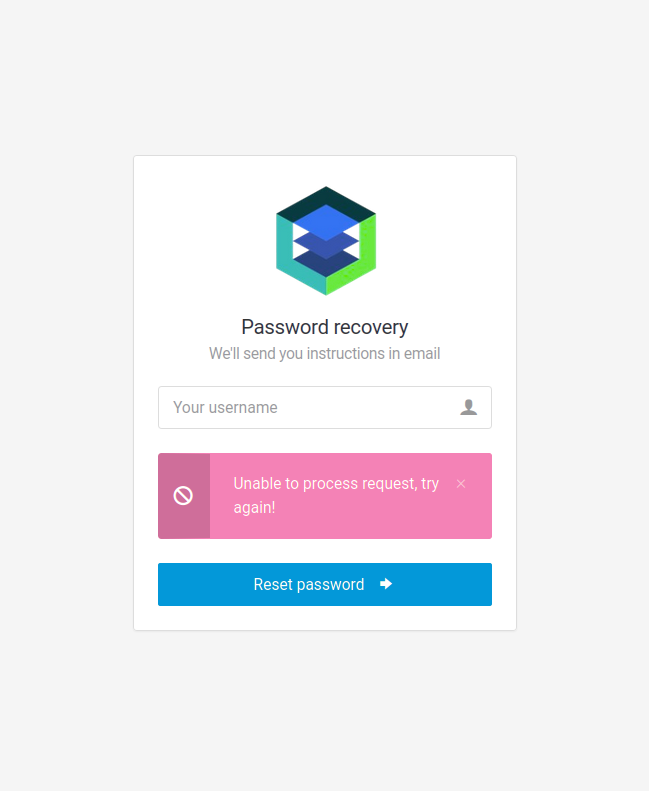 Password recovery
We'll send you instructions in email
Your username
Unable to process request, try
again!
Reset password